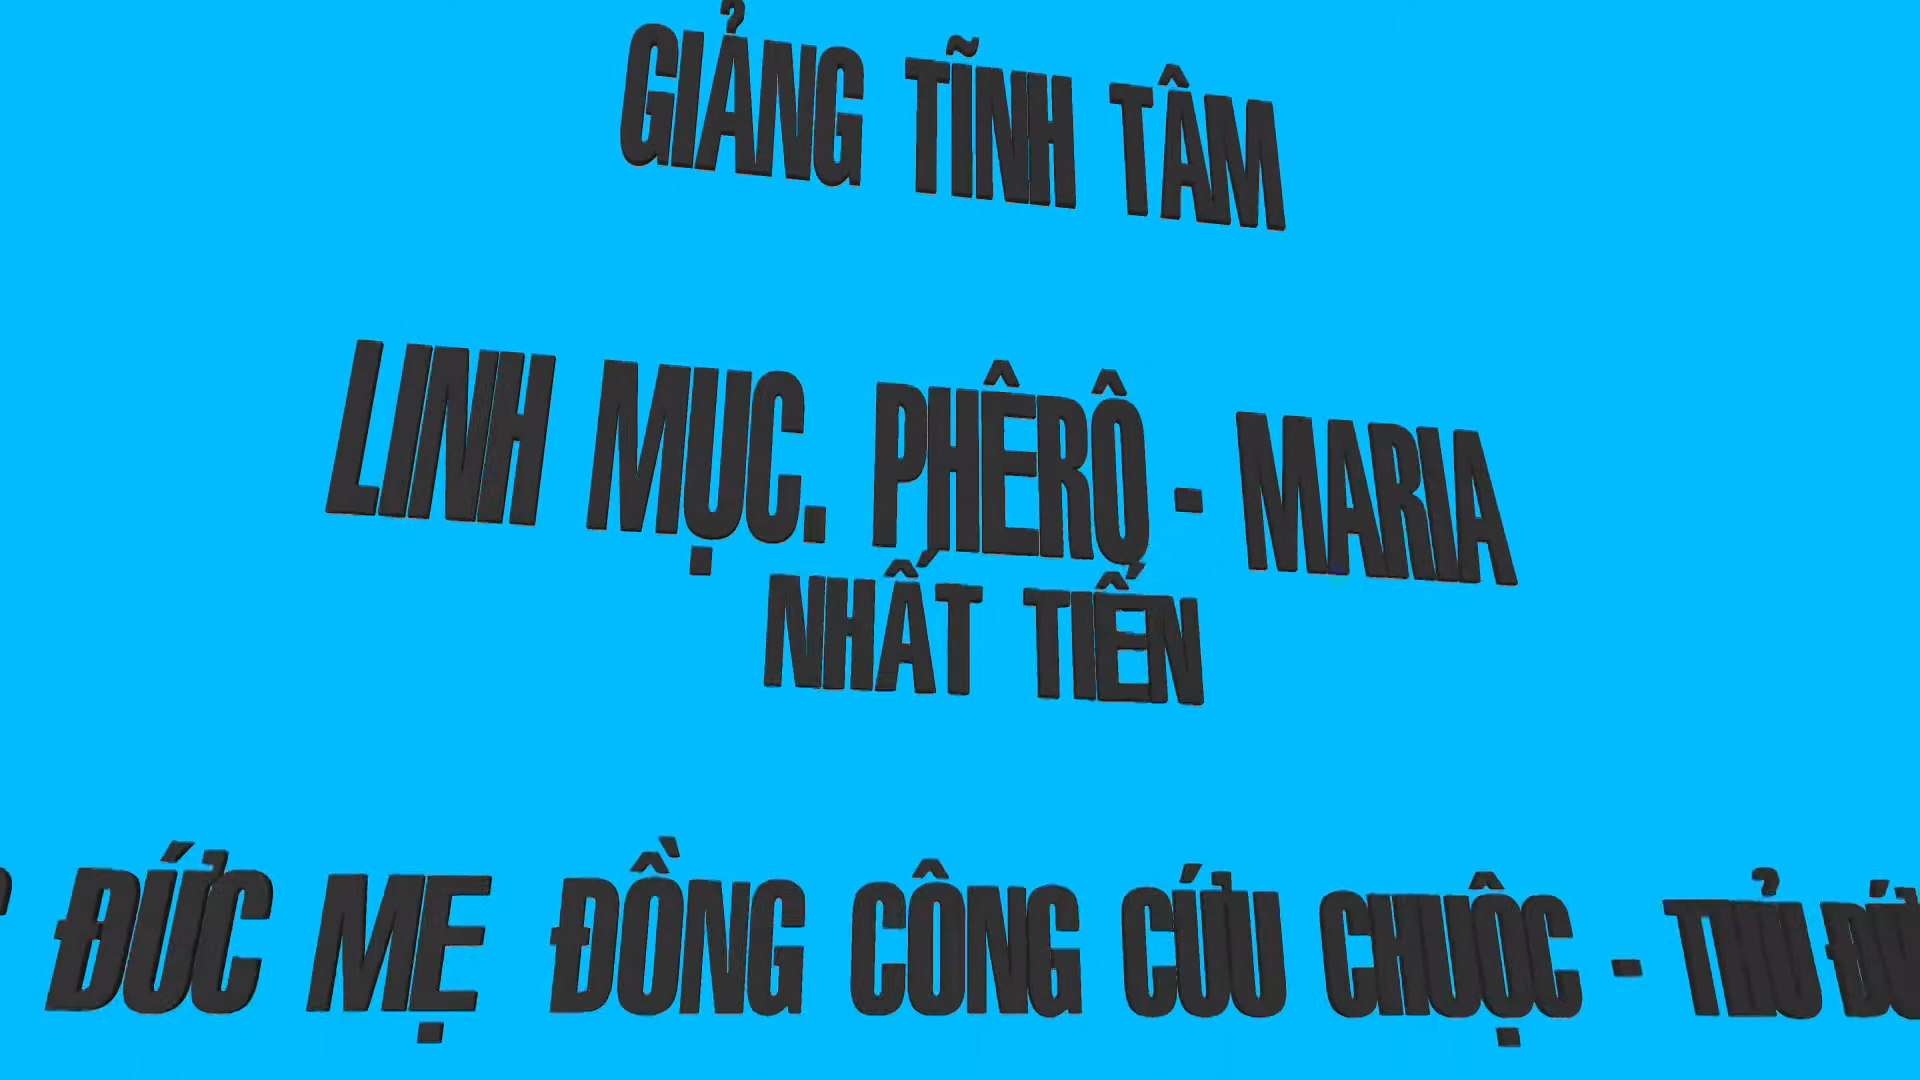 GIẢNG TĨNH TÂM
LINH MỤC. PHÊRÔ - MARIA
NHẤT TIẾN
ĐỨC MẸ ĐỒNG CÔNG CỨU CHUỘC -